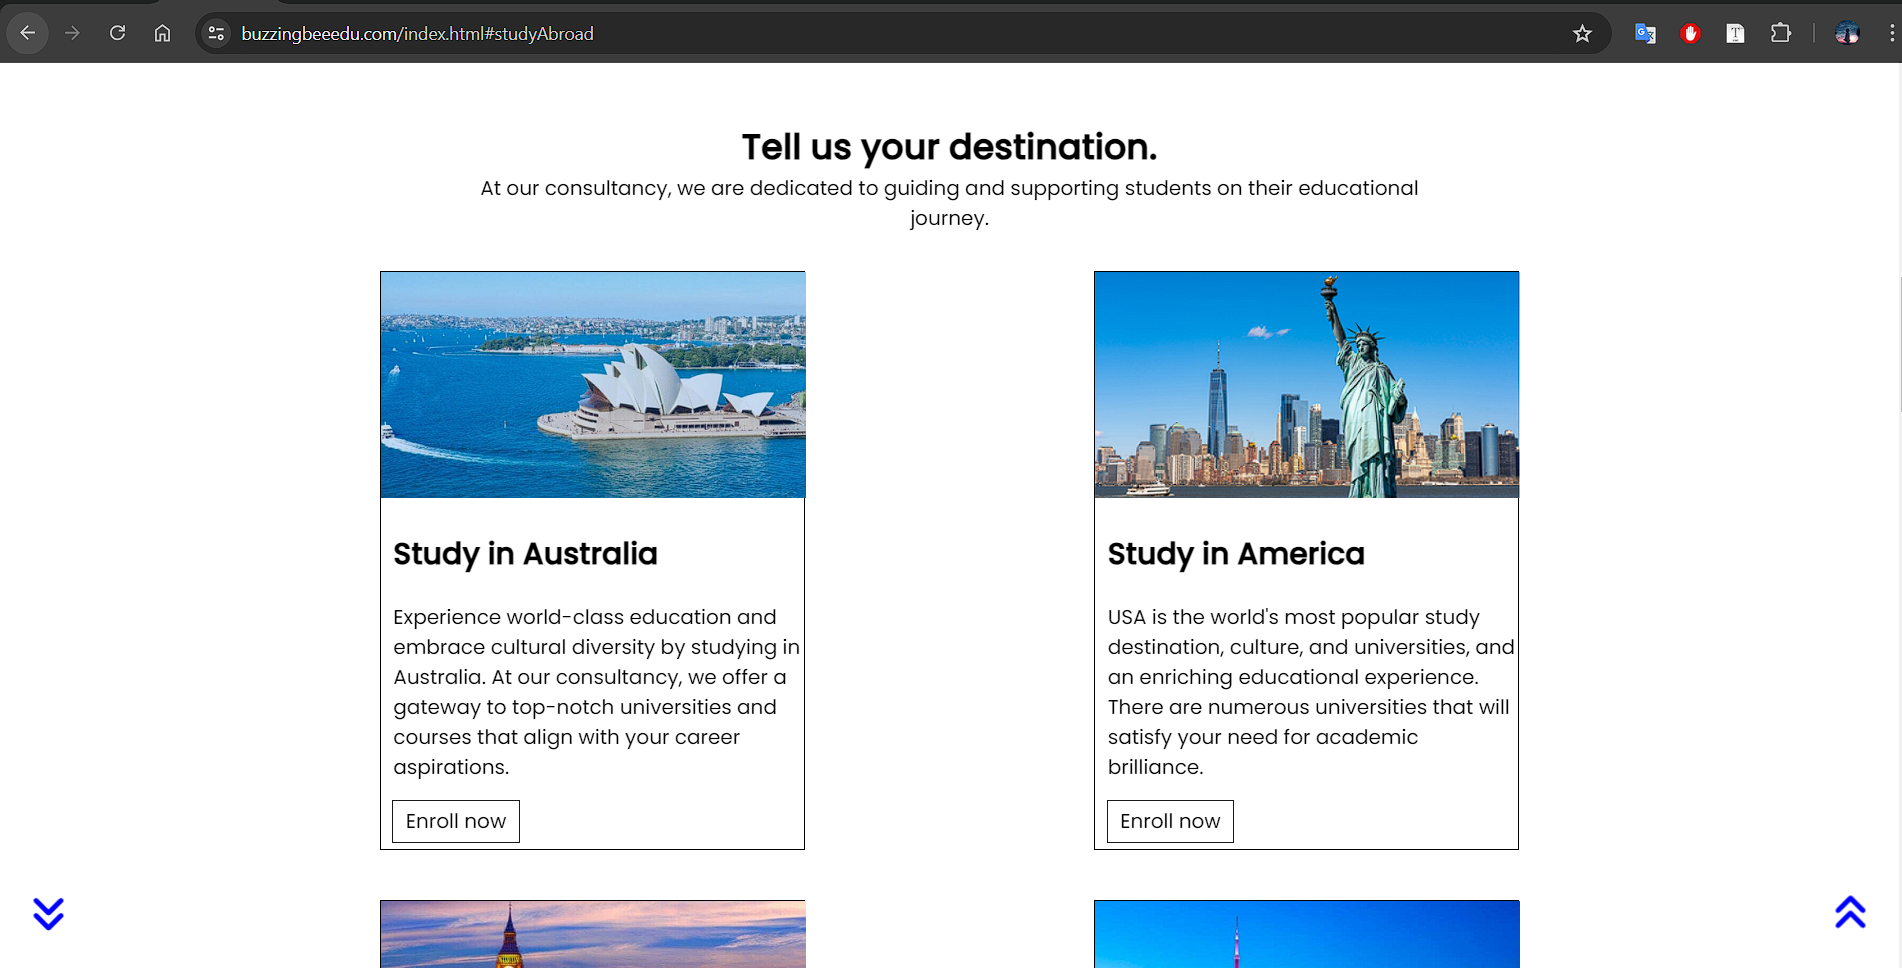 buzzingbeeedu.com/index.html#studyAbroad
Tell us your destination.
At our consultancy, we are dedicated to guiding and supporting students on their educational
journey.
Study in Australia
Experience world-class education and
embrace cultural diversity by studying in
Australia. At our consultancy, we offer a
gateway to top-notch universities and
courses that align with your career
aspirations.
Enroll now
Study in America
USA is the world's most popular study
destination, culture, and universities, and
an enriching educational experience.
There are numerous universities that will
satisfy your need for academic
brilliance.
Enroll now